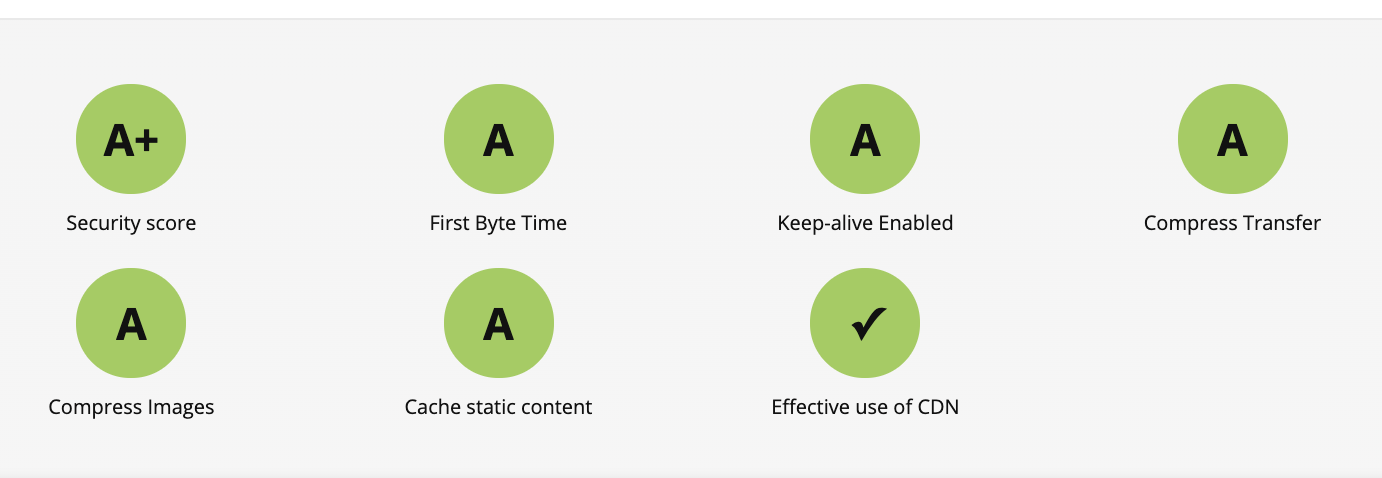 A+
A
A
A
Security score
First Byte Time
Keep-alive Enabled
Compress Transfer
A
A
✓
Compress Images
Cache static content
Effective use of CDN